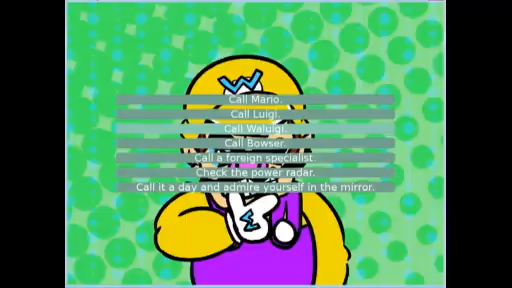 Call Mario.
Call Luigi.
Call Waluigi.
Call Bowser.
Call a foreign specialist.
Check the power radar.
Call it a day and admire yourself in the mirror.